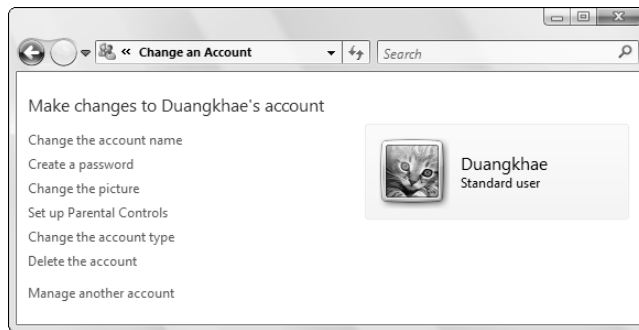 « Change an Account
Search
Make changes to Duangkhae's account
Change the account name
Create a password
Change the picture
Set up Parental Controls
Change the account type
Delete the account
Manage another account
Duangkhae
Standard user